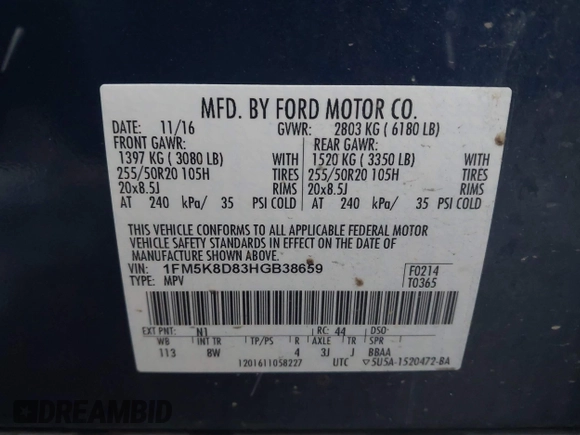 MFD. BY FORD MOTOR CO.
DATE: 11/16 GVWR: 2803 KG ( 6180 LB)
FRONT GAWR: REAR GAWR:
1397 KG ( 3080 LB) WITH 1520 KG ( 3350 LB) WITH
255/50R20 105H TIRES 255/50R20 105H TIRES
20x8.5J RIMS 20x8.5J RIMS
AT 240 kPa/ 35 PSI COLD AT 240 kPa/ 35 PSI COLD
THIS VEHICLE CONFORMS TO ALL APPLICABLE FEDERAL MOTOR
VEHICLE SAFETY STANDARDS IN EFFECT ON THE DATE OF
MANUFACTURE SHOWN ABOVE.
VIN: 1FM5K8D83HGB38659 F0214
TYPE: MPV T0365
EXT PNT: N1 RC: 44 DSO:
WB INT TR TP/PS R AXLE TR SPR
113 8W 4 3J J BBAA
1201611058227 UTC ▽5U5A-1520472-BA
DREAMBID